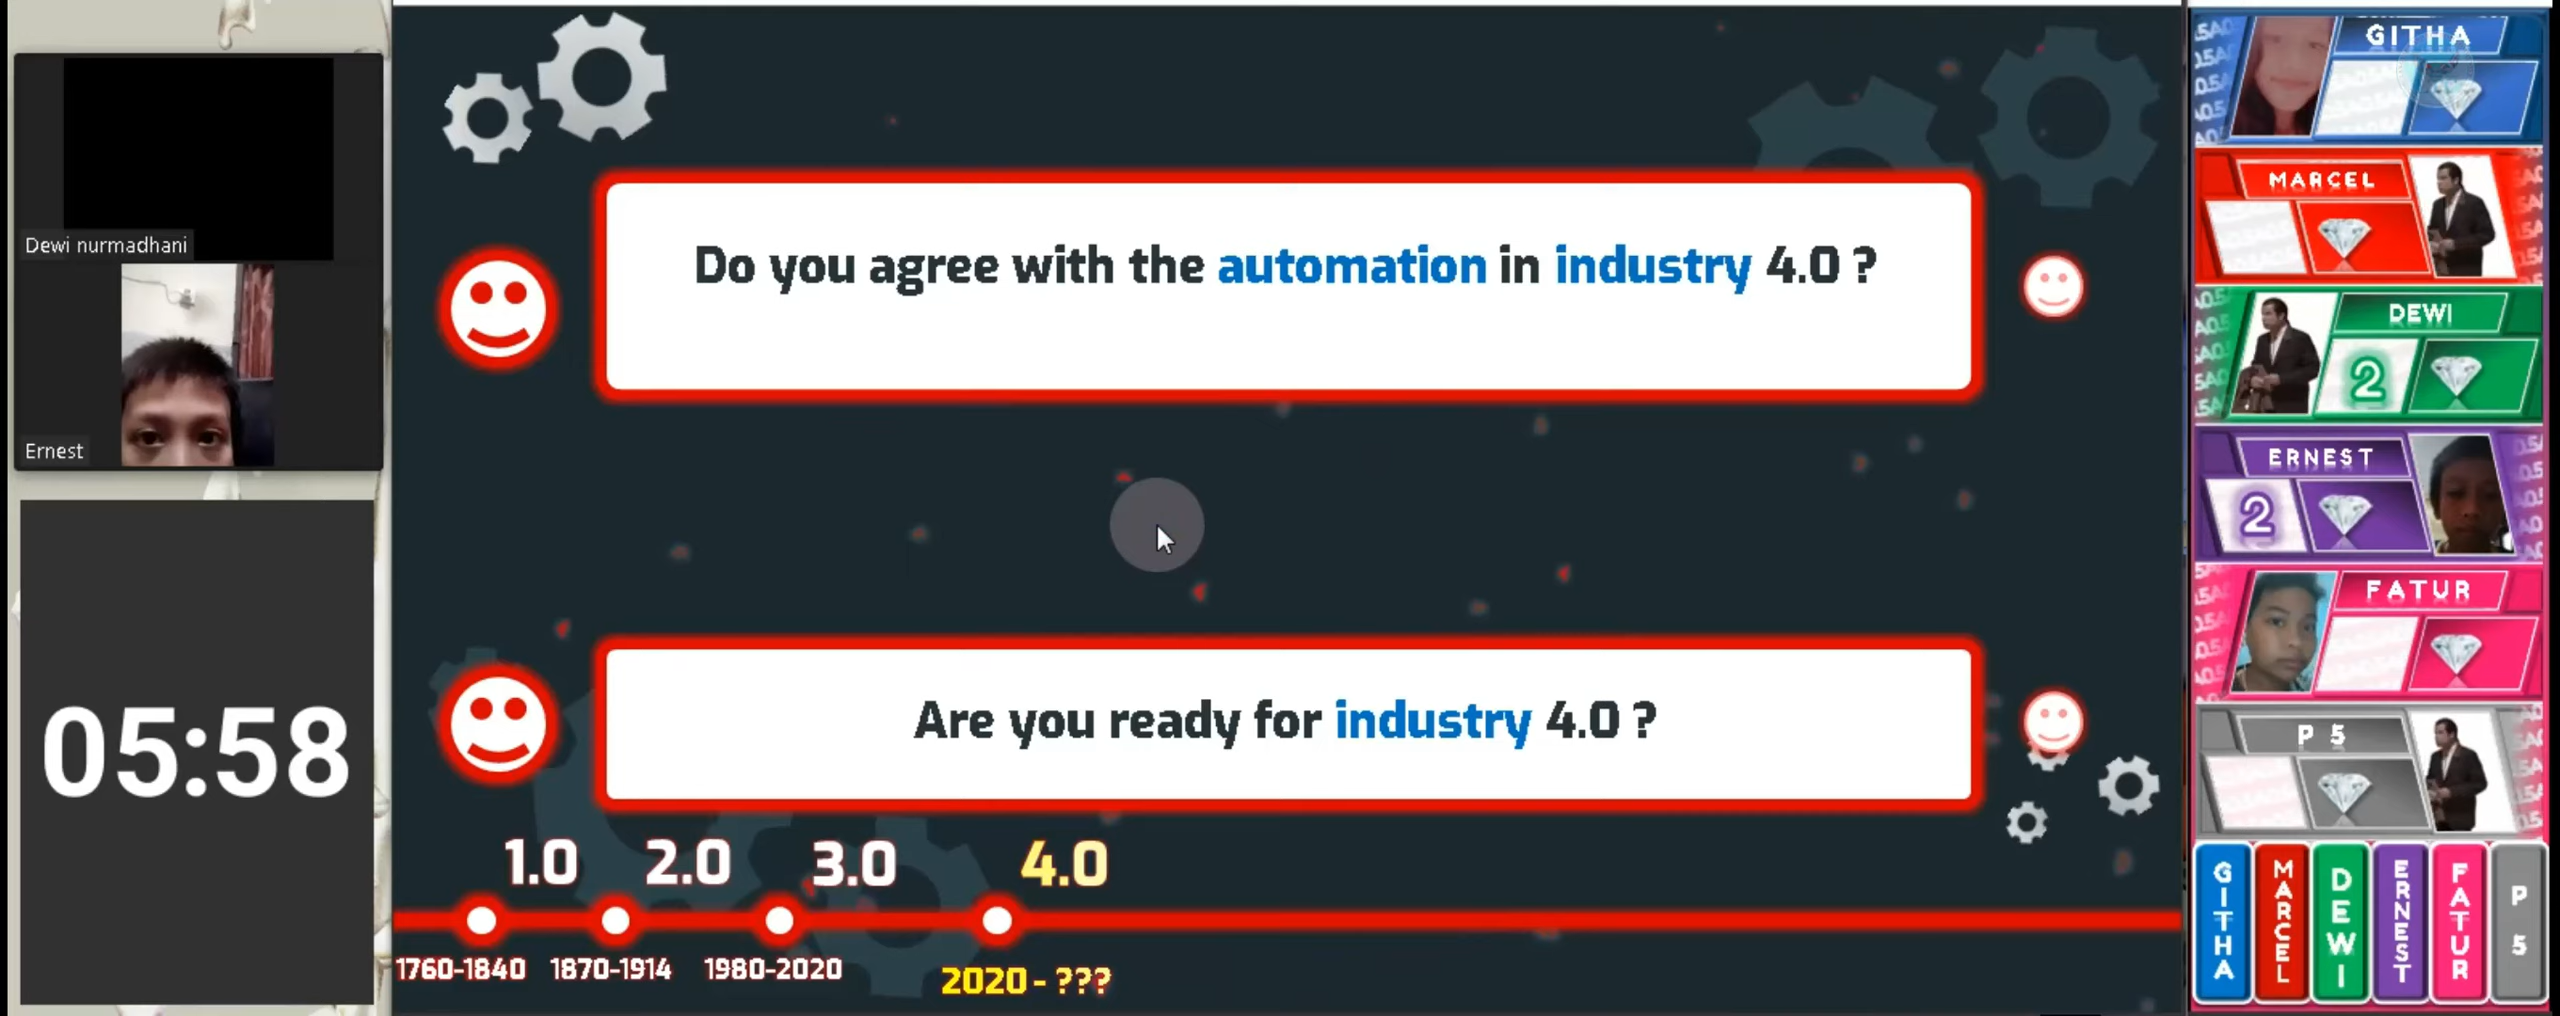 Dewi nurmadhani
Ernest
05:58
Do you agree with the automation in industry 4.0 ?
Are you ready for industry 4.0 ?
1.0 2.0 3.0 4.0
1760-1840 1870-1914 1980-2020 2020 - ???
GITHA
MARCEL
DEWI
2
ERNEST
2
FATUR
P 5
GITHA
MARCEL
DEWI
ERNEST
FATUR
P 5